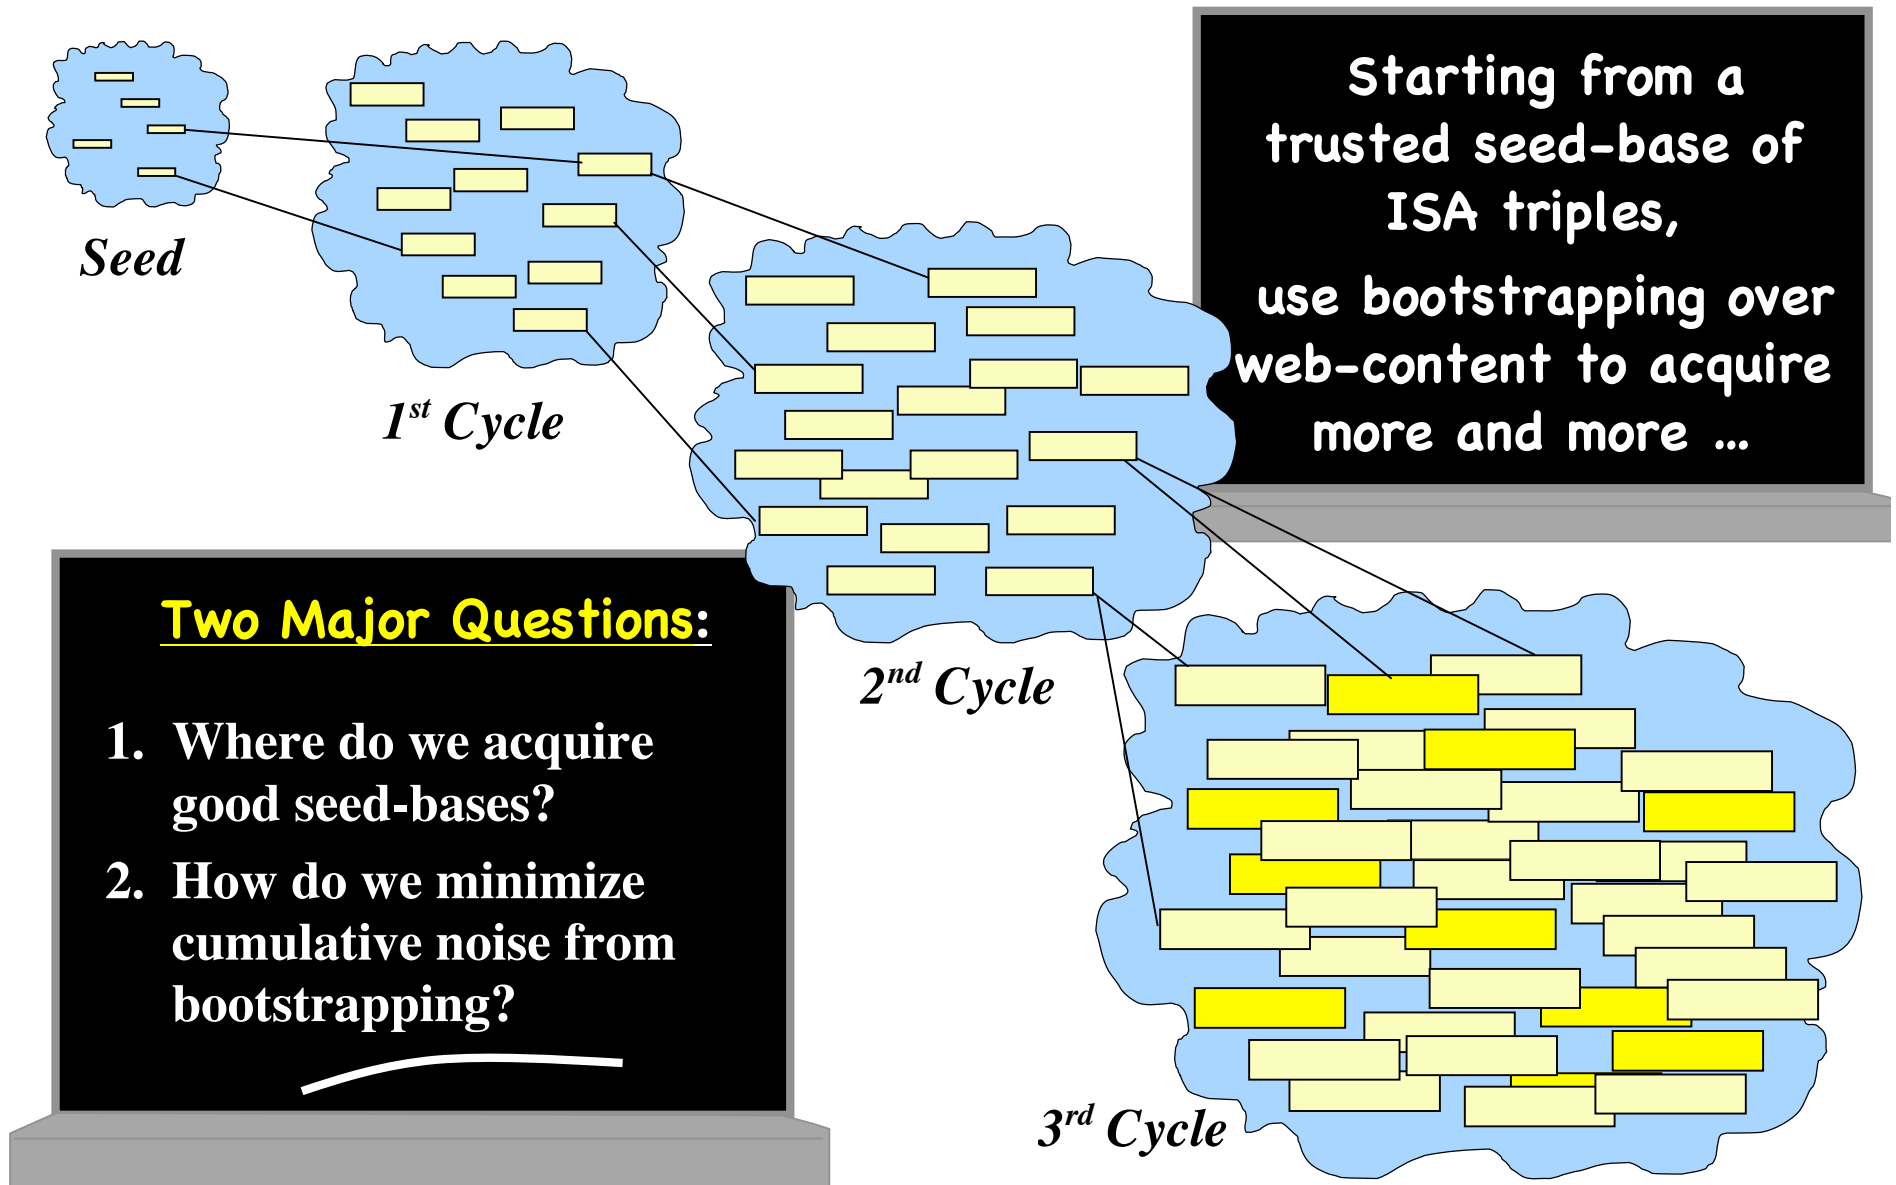 Starting from a
trusted seed-base of
ISA triples,
use bootstrapping over
web-content to acquire
more and more ...
Seed
1st Cycle
2nd Cycle
3rd Cycle
Two Major Questions:
1. Where do we acquire
good seed-bases?
2. How do we minimize
cumulative noise from
bootstrapping?